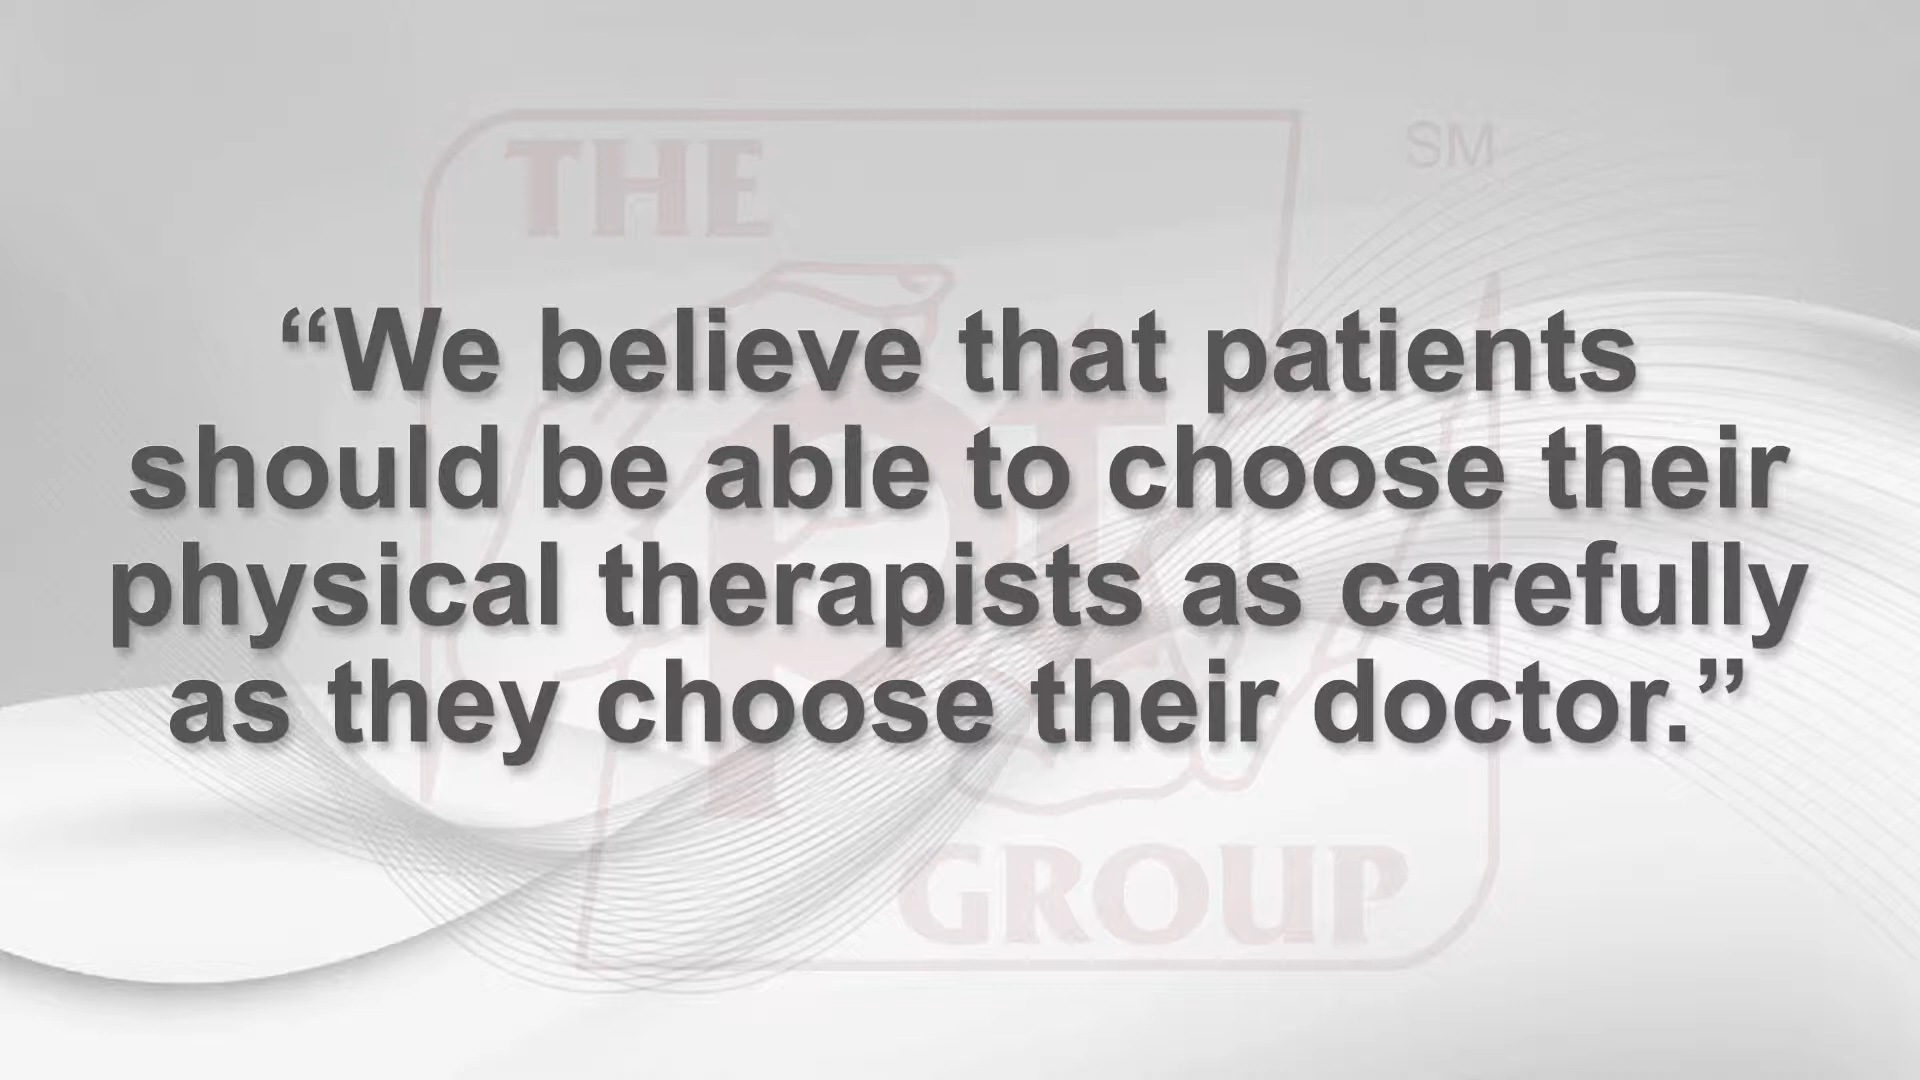 THE
SM
“We believe that patients
should be able to choose their
physical therapists as carefully
as they choose their doctor.”
PT
GROUP